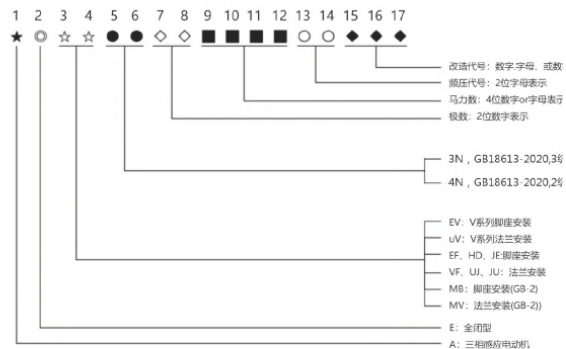 1 2 3 4 5 6 7 8 9 10 11 12 13 14 15 16 17
改造代号：数字.字母、或数
频压代号：2位字母表示
马力数：4位数字or字母表示
极数：2位数字表示
3N，GB18613-2020,3级
4N，GB18613-2020,2级
EV：V系列脚座安装
uV：V系列法兰安装
EF、HD、JE:脚座安装
VF、UJ、JU：法兰安装
MB：脚座安装(GB-2)
MV：法兰安装(GB-2))
E：全闭型
A：三相感应电动机